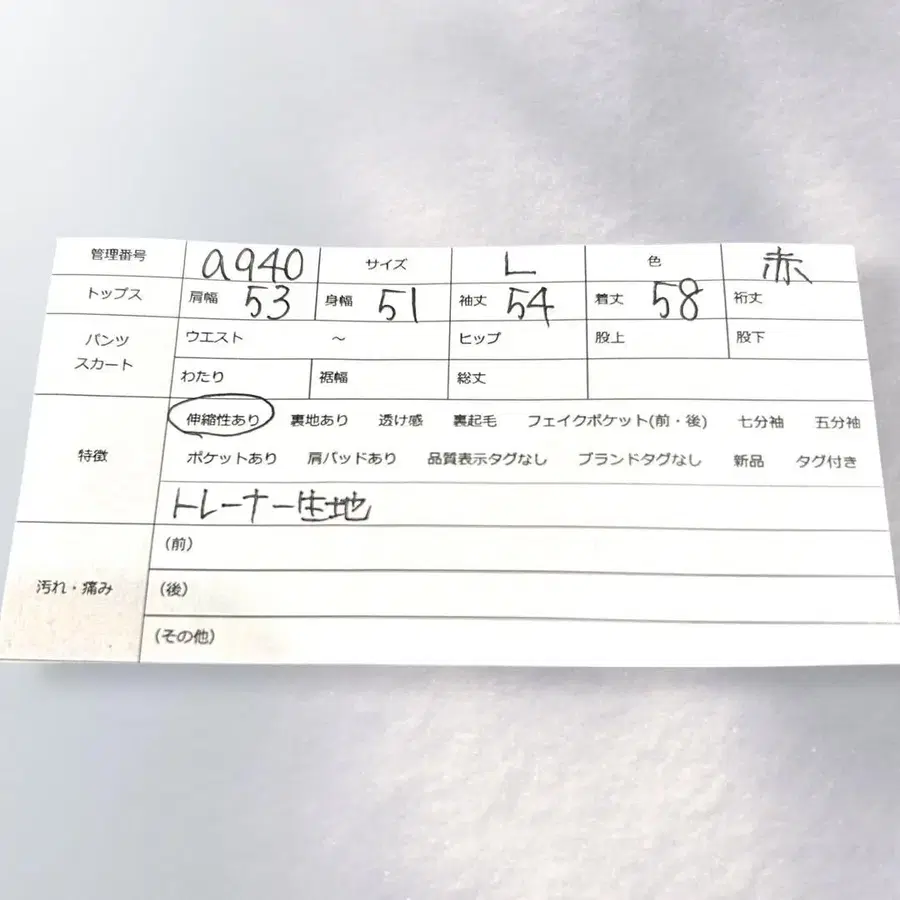 管理番号 a940 サイズ L 色 赤
トップス 肩幅 53 身幅 51 袖丈 54 着丈 58 裄丈
パンツ スカート ウエスト ～ ヒップ 股上 股下
わたり 裾幅 総丈
特徴 伸縮性あり 裏地あり 透け感 裏起毛 フェイクポケット(前・後) 七分袖 五分袖
ポケットあり 肩パッドあり 品質表示タグなし ブランドタグなし 新品 タグ付き
トレーナー生地
汚れ・痛み (前)
(後)
(その他)